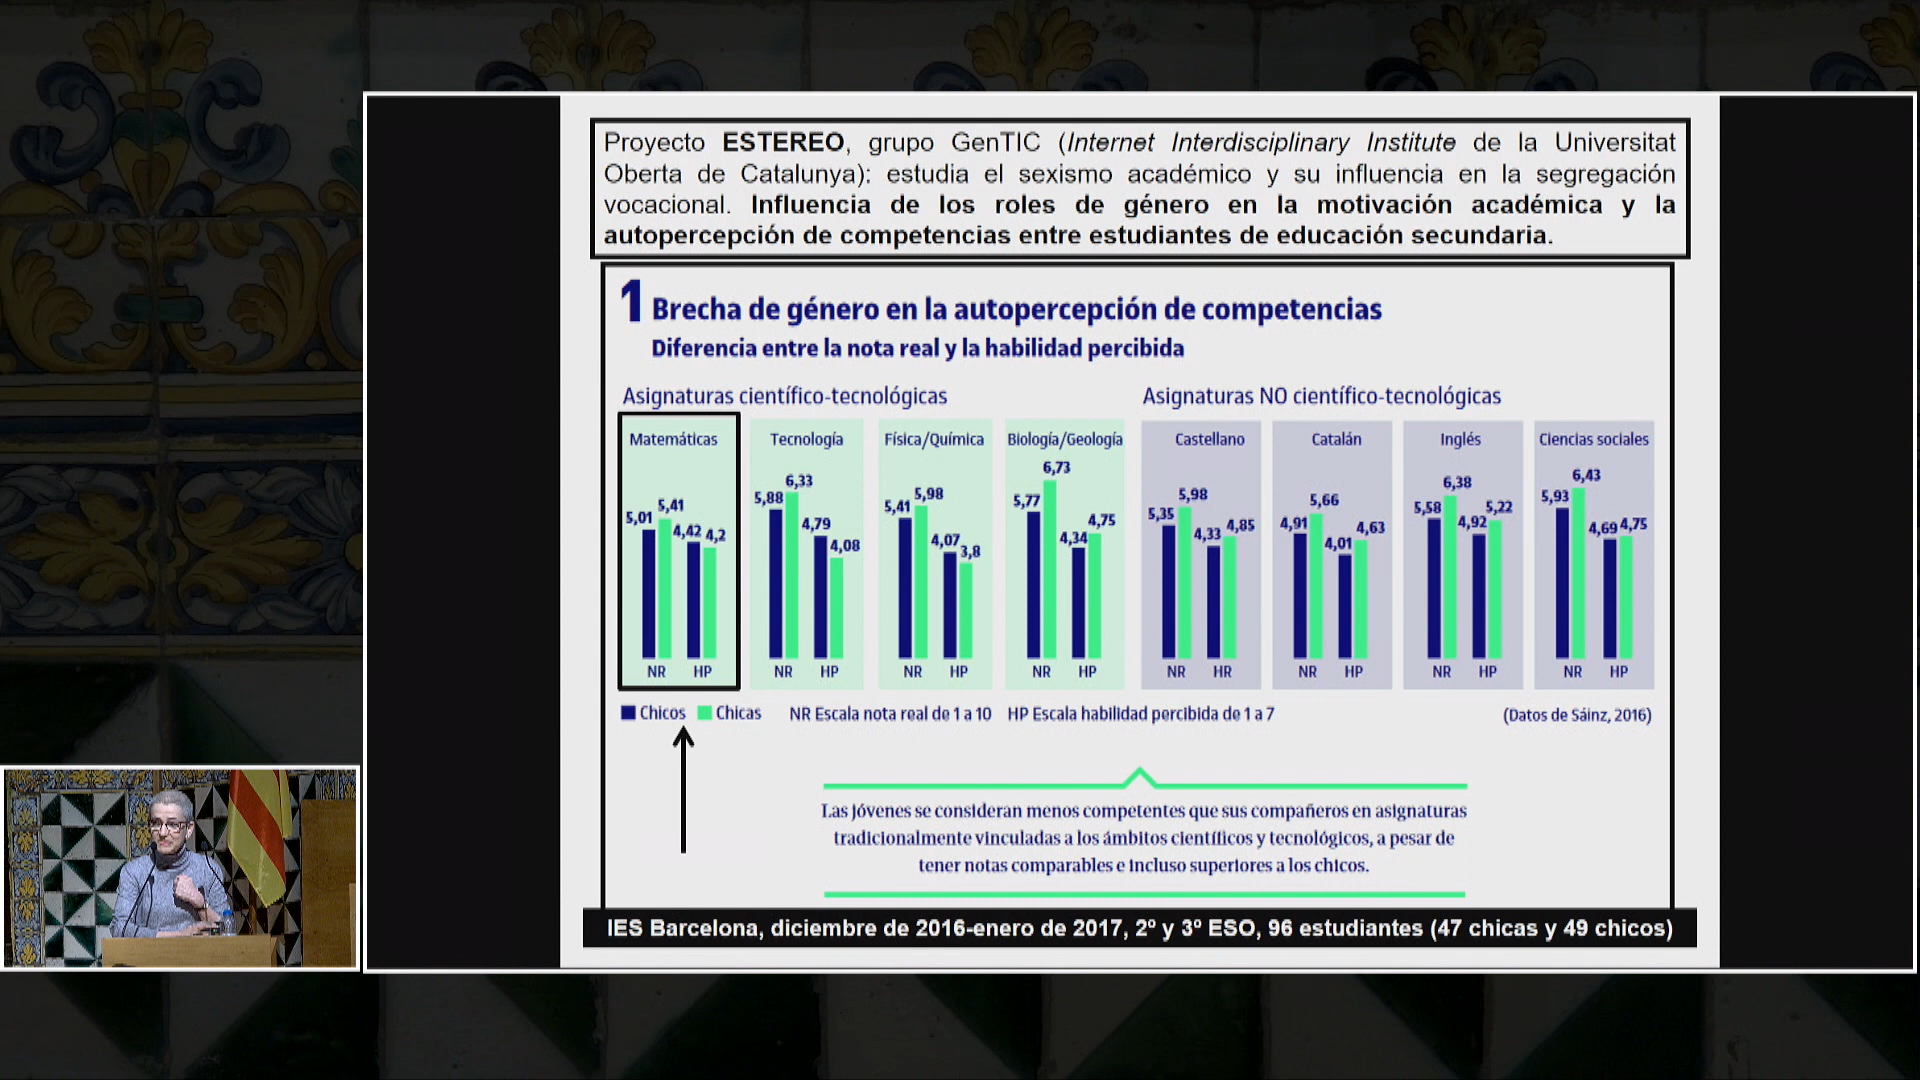 Proyecto ESTEREO, grupo GenTIC (Internet Interdisciplinary Institute de la Universitat
Oberta de Catalunya): estudia el sexismo académico y su influencia en la segregación
vocacional. Influencia de los roles de género en la motivación académica y la
autopercepción de competencias entre estudiantes de educación secundaria.
1 Brecha de género en la autopercepción de competencias
Diferencia entre la nota real y la habilidad percibida
Asignaturas científico-tecnológicas
Matemáticas
5,01
5,41
4,42
4,2
NR
HP
Tecnología
5,88
6,33
4,79
4,08
NR
HP
Física/Química
5,41
5,98
4,07
3,8
NR
HP
Biología/Geología
5,77
6,73
4,34
4,75
NR
HP
Asignaturas NO científico-tecnológicas
Castellano
5,35
5,98
4,33
4,85
NR
HR
Catalán
4,91
5,66
4,01
4,63
NR
HP
Inglés
5,58
6,38
4,92
5,22
NR
HP
Ciencias sociales
5,93
6,43
4,69
4,75
NR
HP
Chicos
Chicas
NR Escala nota real de 1 a 10
HP Escala habilidad percibida de 1 a 7
(Datos de Sáinz, 2016)
Las jóvenes se consideran menos competentes que sus compañeros en asignaturas
tradicionalmente vinculadas a los ámbitos científicos y tecnológicos, a pesar de
tener notas comparables e incluso superiores a los chicos.
IES Barcelona, diciembre de 2016-enero de 2017, 2º y 3º ESO, 96 estudiantes (47 chicas y 49 chicos)